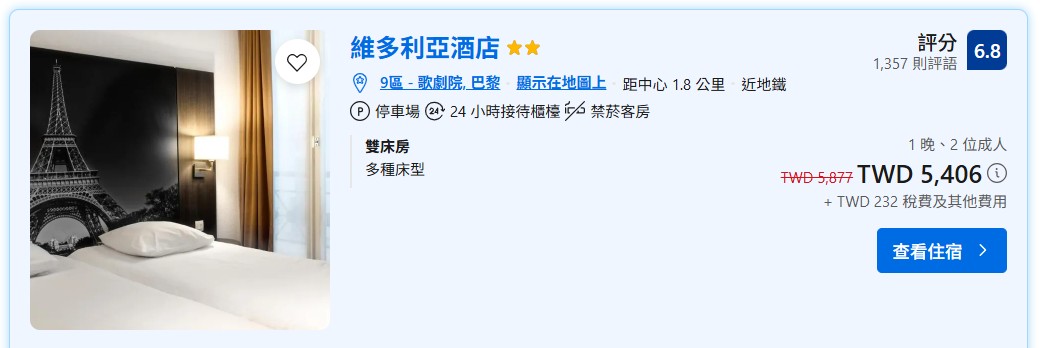 維多利亞酒店
評分 6.8
1,357 則評語
9區 - 歌劇院, 巴黎 · 顯示在地圖上 · 距中心 1.8 公里 · 近地鐵
P 停車場 24 24 小時接待櫃檯 禁菸客房
雙床房
多種床型
1 晚、2 位成人
TWD 5,877 TWD 5,406
+ TWD 232 稅費及其他費用
查看住宿